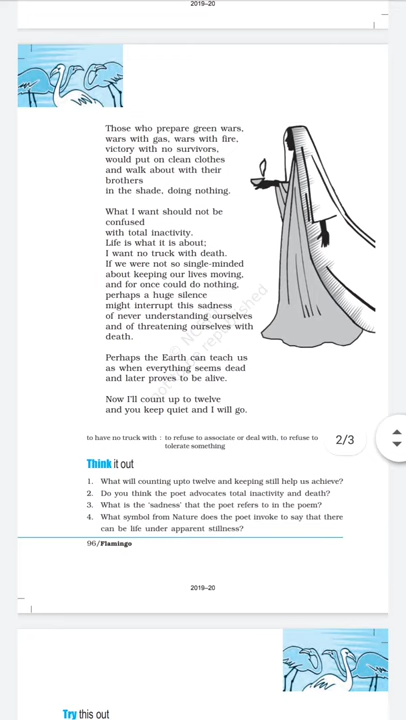 2019–20
Those who prepare green wars,
wars with gas, wars with fire,
victory with no survivors,
would put on clean clothes
and walk about with their
brothers
in the shade, doing nothing.
What I want should not be
confused
with total inactivity.
Life is what it is about;
I want no truck with death.
If we were not so single-minded
about keeping our lives moving,
and for once could do nothing,
perhaps a huge silence
might interrupt this sadness
of never understanding ourselves
and of threatening ourselves with
death.
Perhaps the Earth can teach us
as when everything seems dead
and later proves to be alive.
Now I'll count up to twelve
and you keep quiet and I will go.
to have no truck with : to refuse to associate or deal with, to refuse to
tolerate something
2/3
Think it out
1. What will counting upto twelve and keeping still help us achieve?
2. Do you think the poet advocates total inactivity and death?
3. What is the 'sadness' that the poet refers to in the poem?
4. What symbol from Nature does the poet invoke to say that there
can be life under apparent stillness?
96/Flamingo
2019–20
Try this out